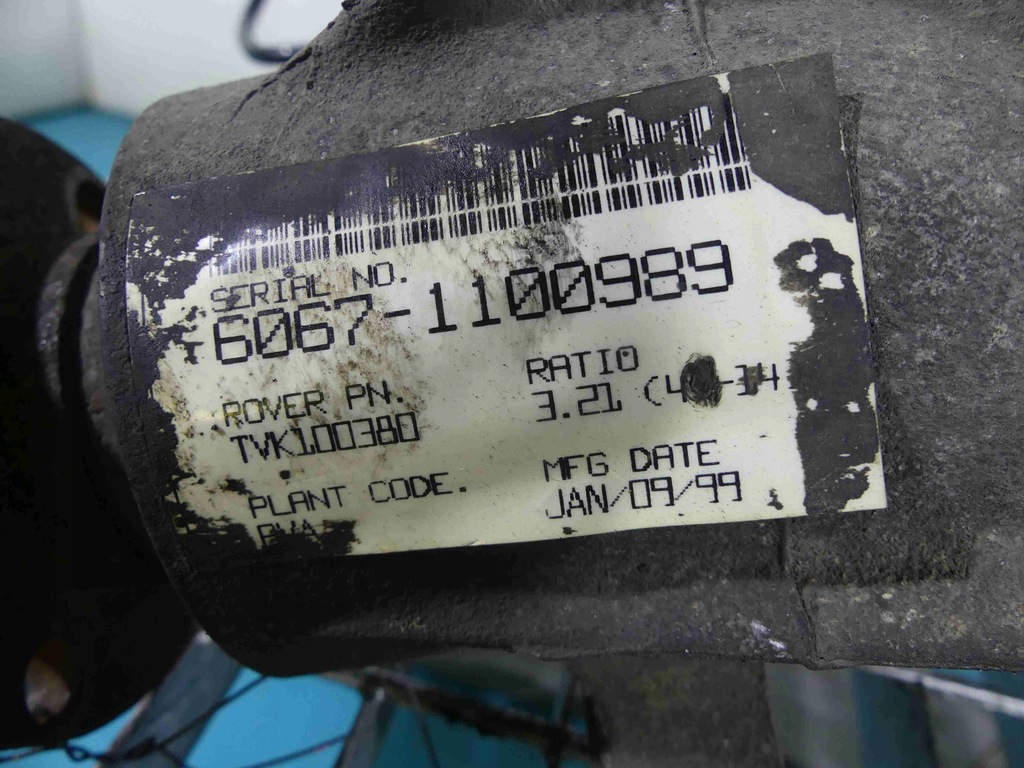 SERIAL NO.
6067-1100989
ROVER PN.
TVK100380
RATIO
3.21
PLANT CODE.
MFG DATE
JAN/09/99